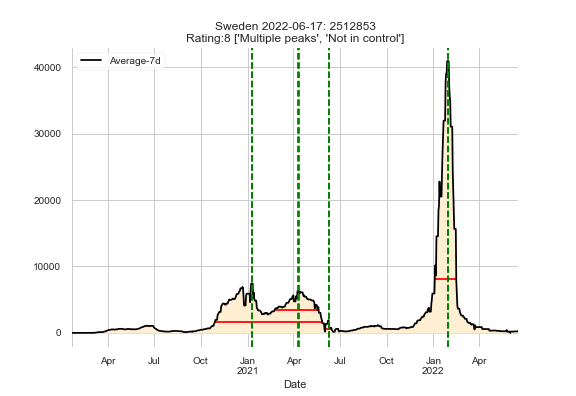 Sweden 2022-06-17: 2512853
Rating:8 ['Multiple peaks', 'Not in control']
Average-7d
40000
30000
20000
10000
0
Apr Jul Oct Jan Apr Jul Oct Jan Apr
2021 2022
Date